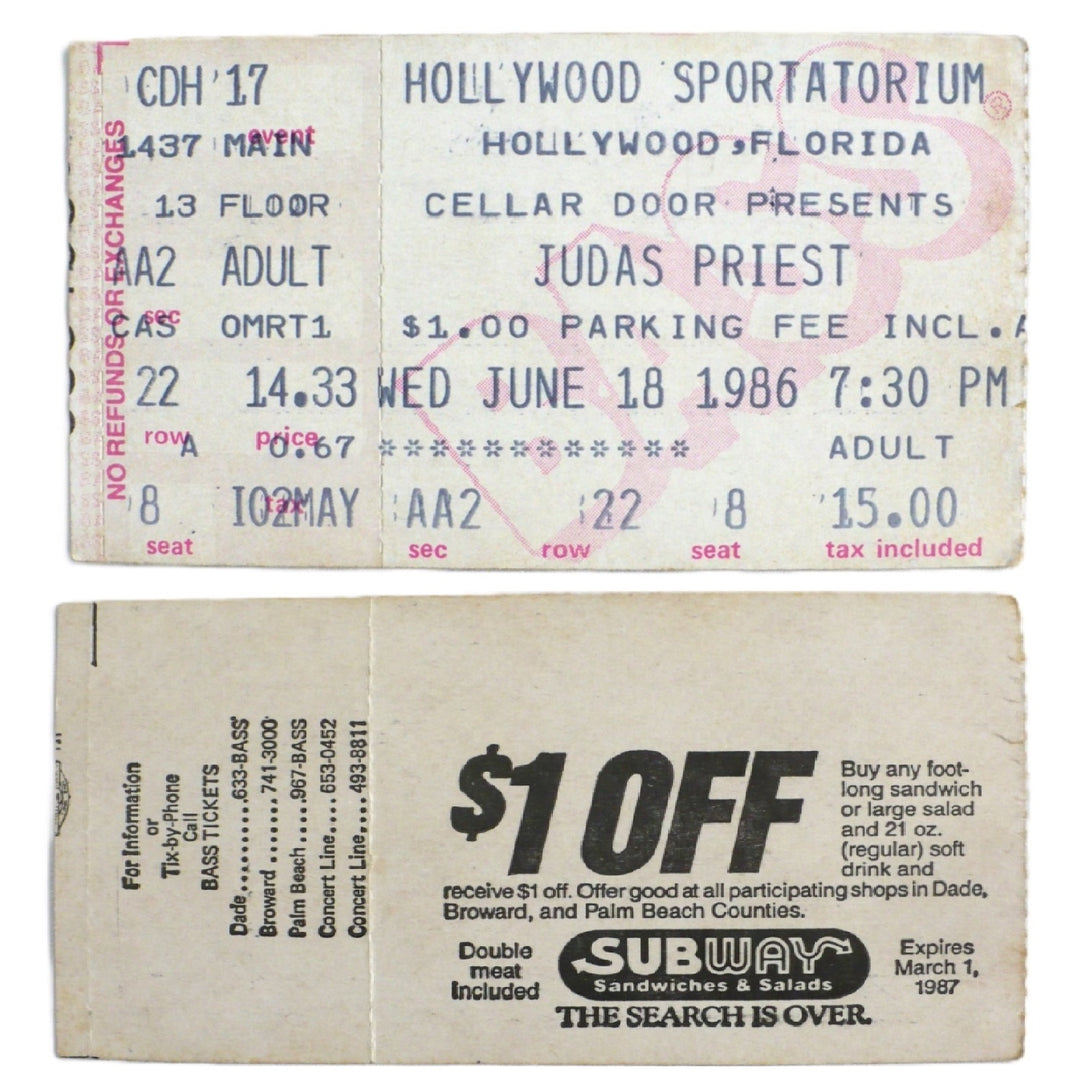 CDH 17
1437 MAIN
event
13 FLOOR
AA2 ADULT
sec
CAS OMRT1
22 14.33
row price
A 0.67
8 I02MAY
tax
seat
NO REFUNDS OR EXCHANGES
HOLLYWOOD SPORTATORIUM
HOLLYWOOD,FLORIDA
CELLAR DOOR PRESENTS
JUDAS PRIEST
$1.00 PARKING FEE INCL.A
WED JUNE 18 1986 7:30 PM
************ ADULT
AA2 22 8 15.00
sec row seat tax included
BASS
®
For Information
or
Tix-by-Phone
Call
BASS TICKETS
Dade..........633-BASS
Broward .......741-3000
Palm Beach .....967-BASS
Concert Line....653-0452
Concert Line....493-8811
$1 OFF
Buy any foot-
long sandwich
or large salad
and 21 oz.
(regular) soft
drink and
receive $1 off. Offer good at all participating shops in Dade,
Broward, and Palm Beach Counties.
Double
meat
Included
SUBWAY
Sandwiches & Salads
THE SEARCH IS OVER.
Expires
March 1,
1987